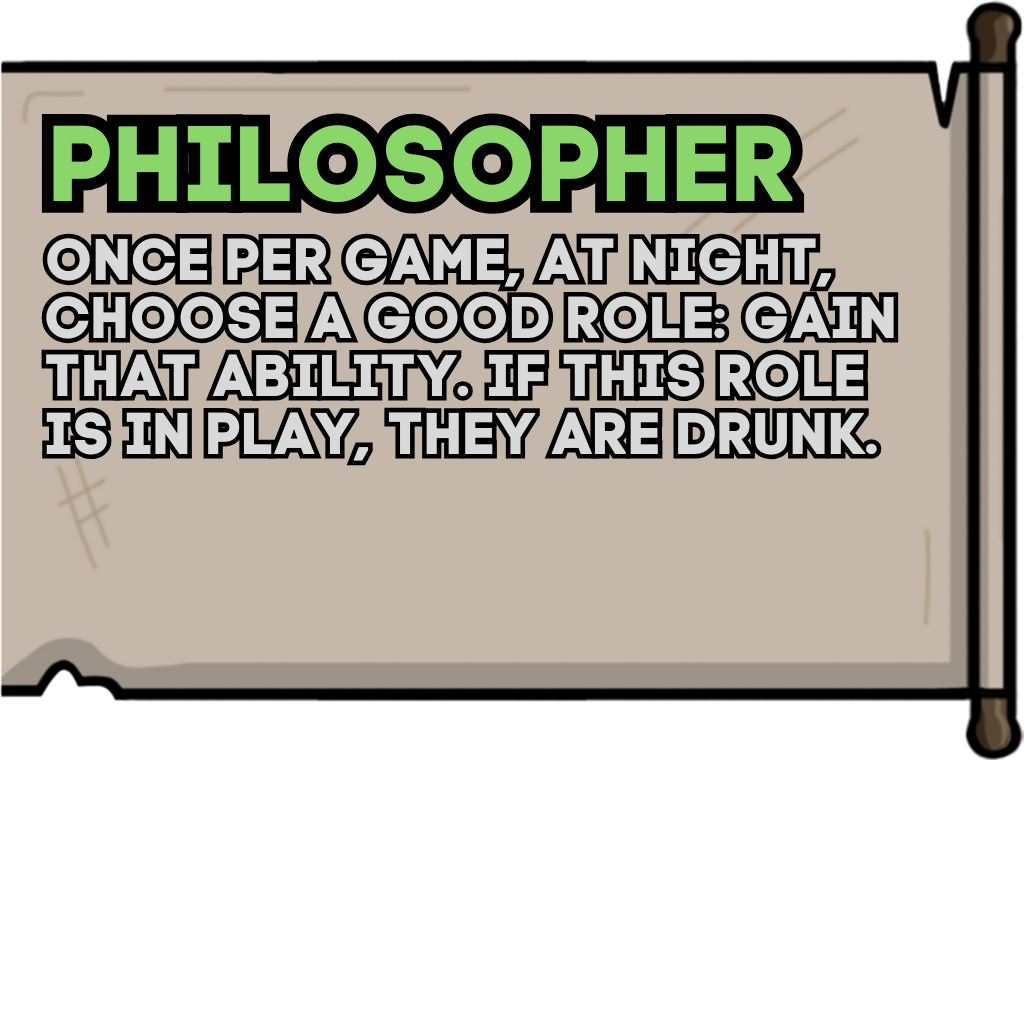 PHILOSOPHER
ONCE PER GAME, AT NIGHT,
CHOOSE A GOOD ROLE: GAIN
THAT ABILITY. IF THIS ROLE
IS IN PLAY, THEY ARE DRUNK.